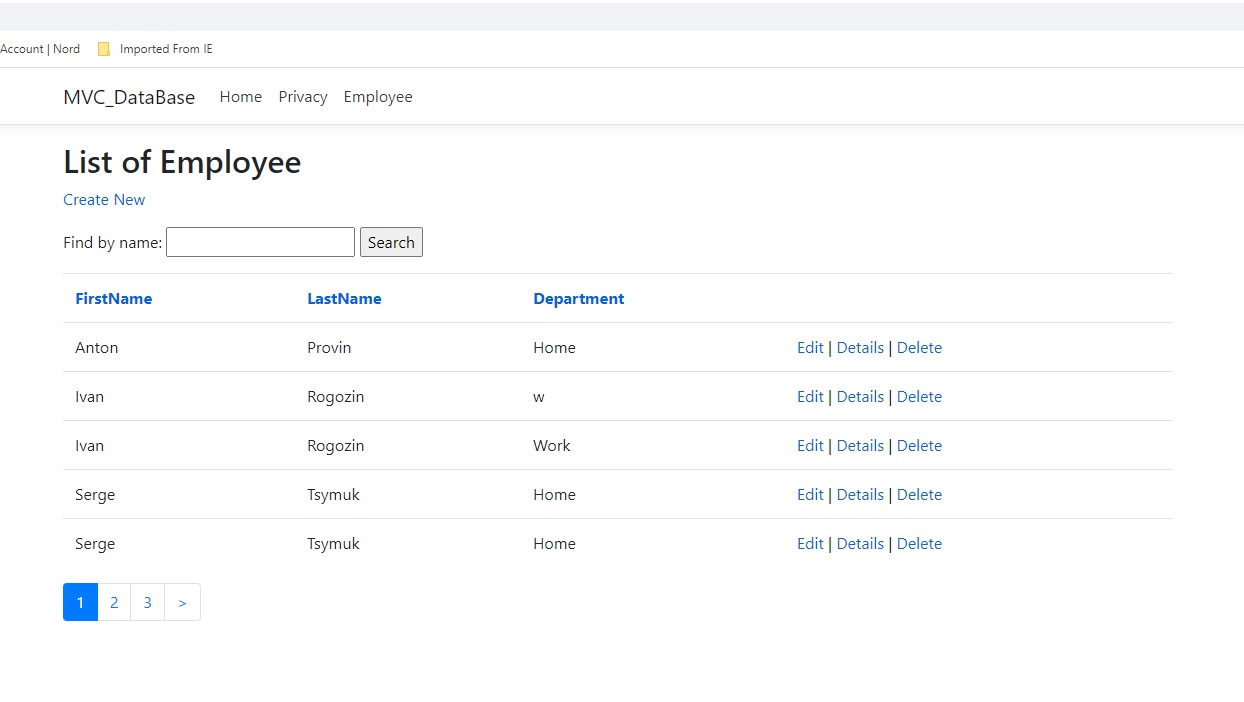 Account | Nord Imported From IE
MVC_DataBase Home Privacy Employee
List of Employee
Create New
Find by name: Search
FirstName LastName Department
Anton Provin Home Edit | Details | Delete
Ivan Rogozin w Edit | Details | Delete
Ivan Rogozin Work Edit | Details | Delete
Serge Tsymuk Home Edit | Details | Delete
Serge Tsymuk Home Edit | Details | Delete
1 2 3 >